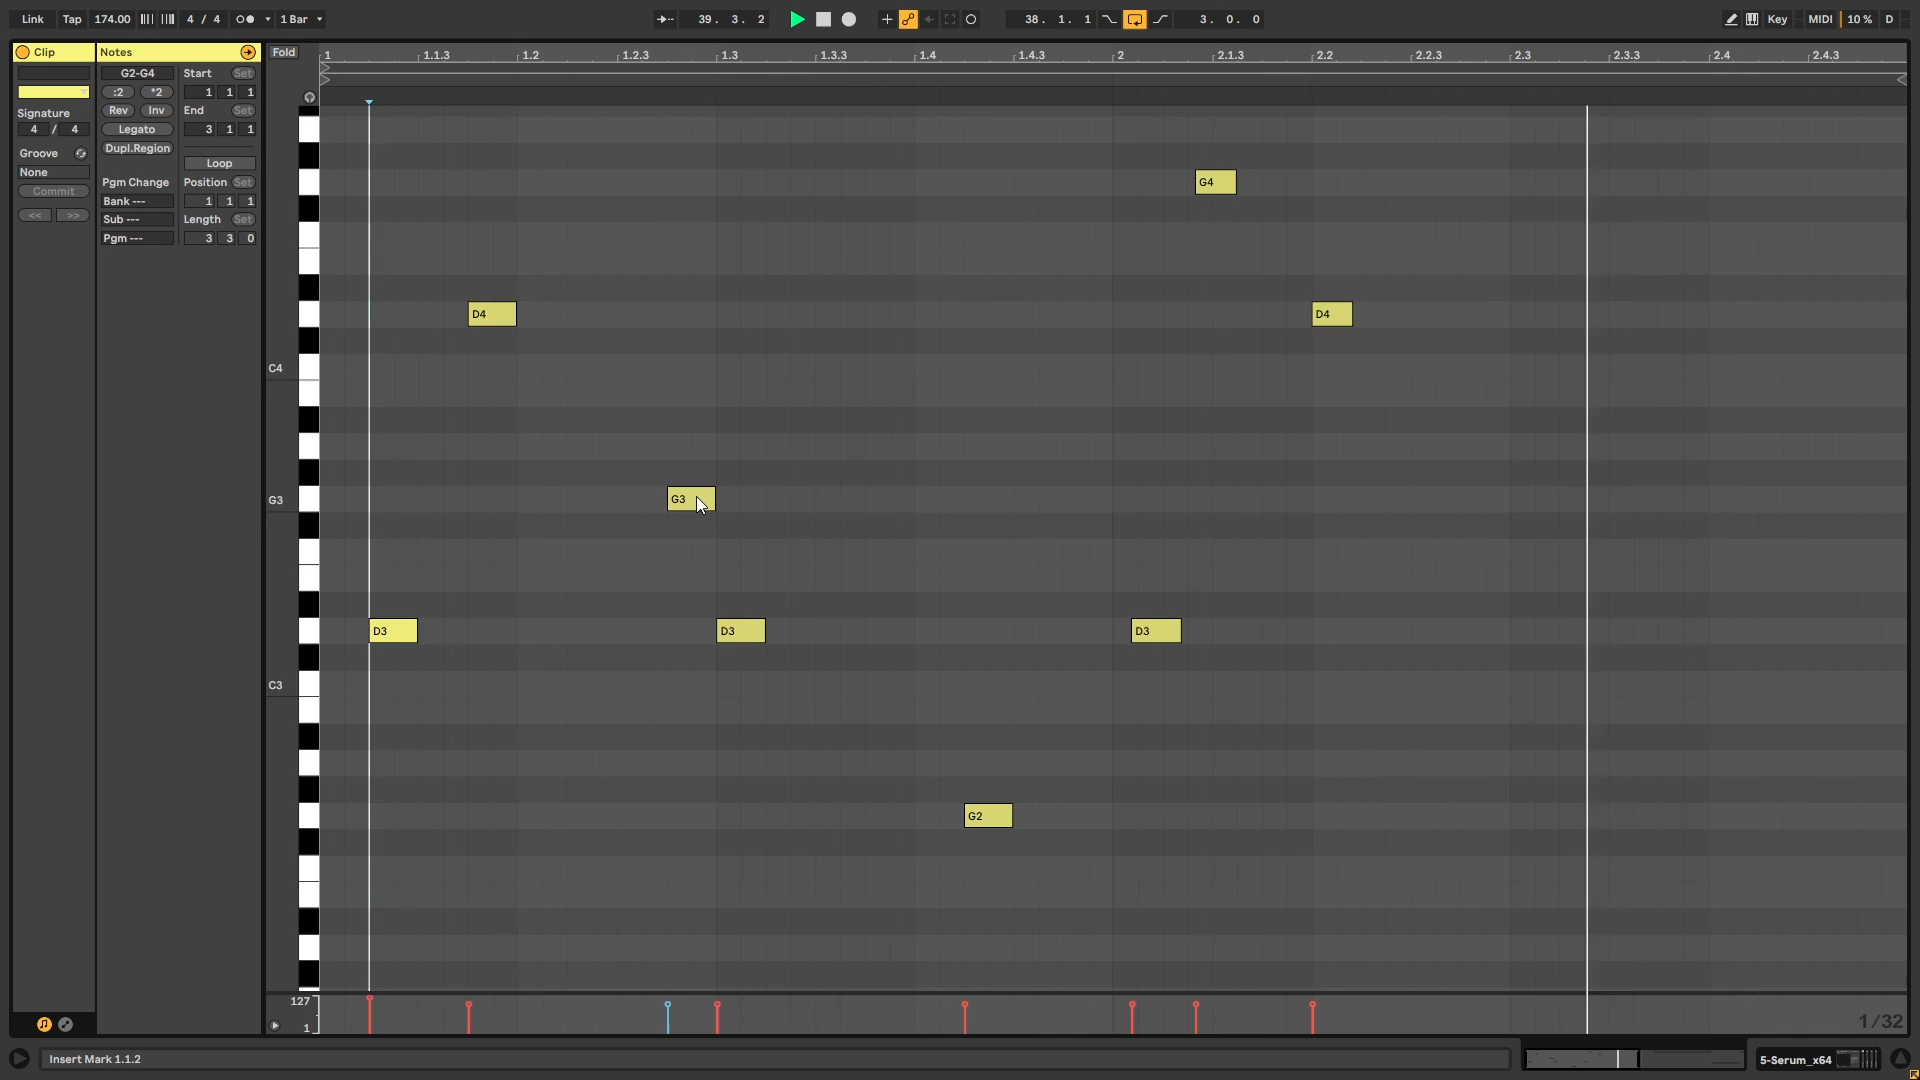 Link Tap 174.00 4 / 4 1 Bar 39. 3. 2 38. 1. 1 3. 0. 0 Key MIDI 10 % D
Clip Notes Fold 1 1.1.3 1.2 1.2.3 1.3 1.3.3 1.4 1.4.3 2 2.1.3 2.2 2.2.3 2.3 2.3.3 2.4 2.4.3
G2-G4 Start Set
:2 *2 1 1 1
Signature Rev Inv End Set
4 / 4 Legato 3 1 1
Groove Dupl.Region
None Loop
Commit Pgm Change Position Set
Bank --- 1 1 1
<< >> Sub --- Length Set
Pgm --- 3 3 0
G4
D4 D4
C4
G3 G3
D3 D3 D3
C3
G2
127
1
1/32
Insert Mark 1.1.2 5-Serum_x64